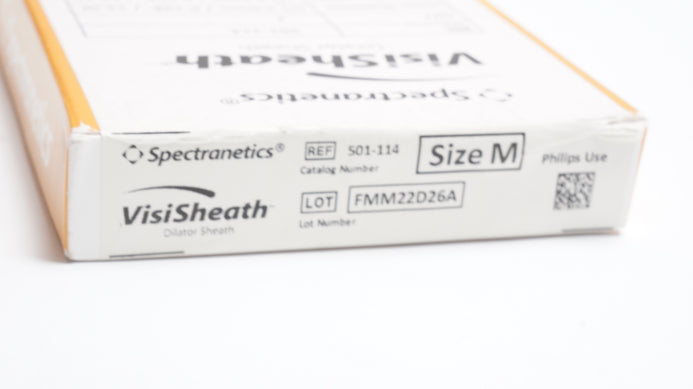 VisiSheath
Spectranetics®
Spectranetics®
REF S01-114
Catalog Number
Size M
Philips Use
VisiSheath
Dilator Sheath
LOT FMM22D26A
Lot Number